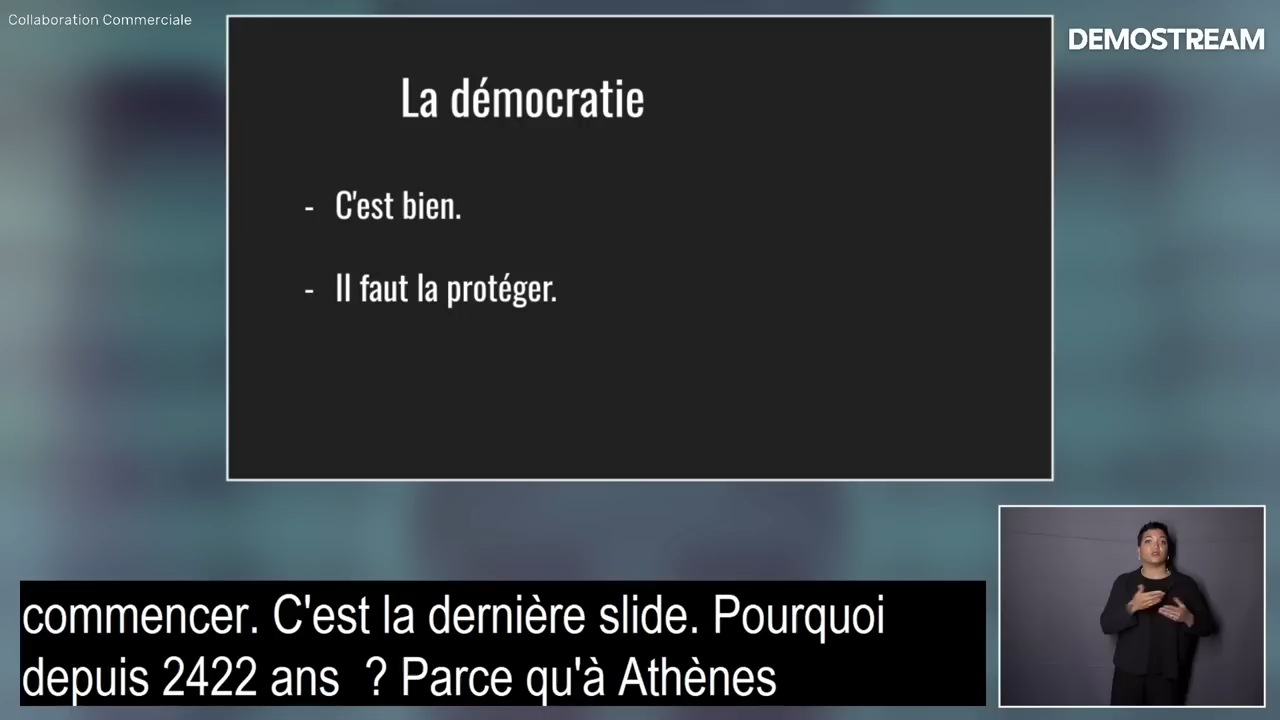 Collaboration Commerciale
DEMOSTREAM
La démocratie
- C'est bien.
- Il faut la protéger.
commencer. C'est la dernière slide. Pourquoi
depuis 2422 ans  ? Parce qu'à Athènes